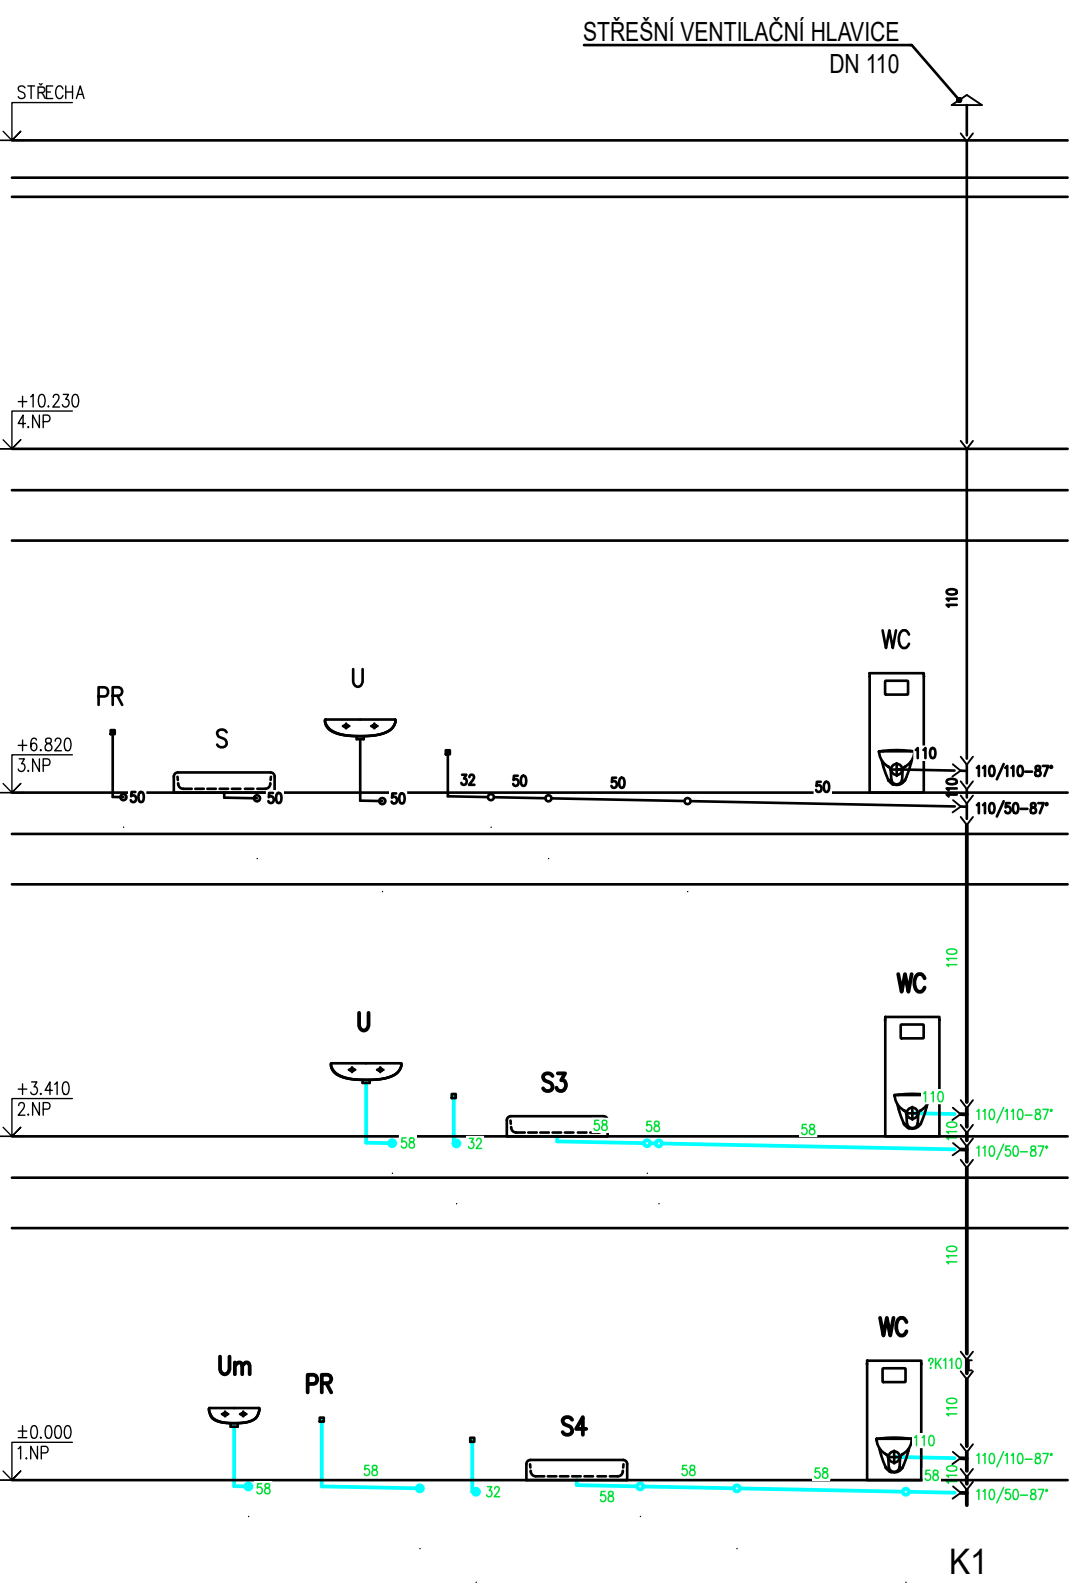 STŘEŠNÍ VENTILAČNÍ HLAVICE
DN 110
STŘECHA
+10.230
4.NP
110
WC
U
PR
S
+6.820
3.NP
110
110/110-87°
32
50
50
50
110
50
50
50
110/50-87°
110
WC
U
S3
+3.410
2.NP
110
110/110-87°
58
58
58
110
58
32
110/50-87°
110
WC
Um
PR
?K110
110
S4
±0.000
1.NP
110
110/110-87°
58
58
58
58
110
58
58
32
110/50-87°
K1